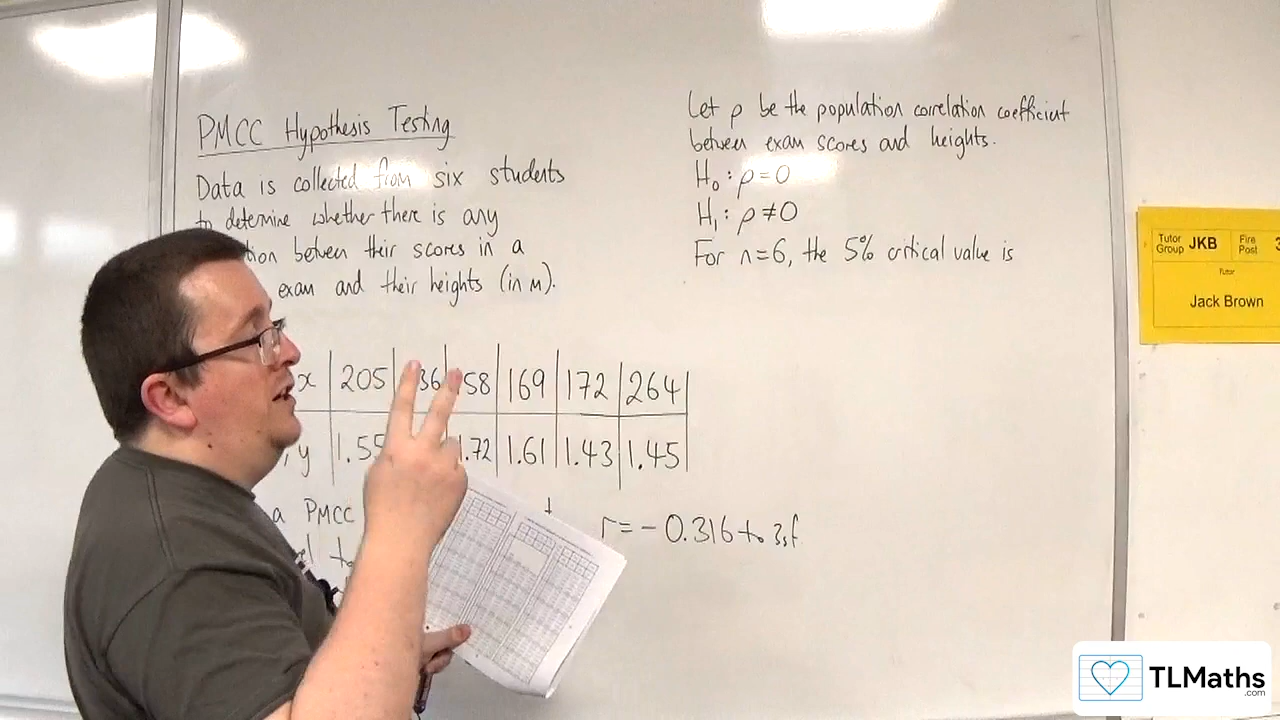 PMCC Hypothesis Testing
Data is collected from six students
to determine whether there is any
tion between their scores in a
exam and their heights (in m).
x 205 36 58 169 172 264
y 1.55 1.72 1.61 1.43 1.45
a PMCC
r = - 0.316 to 3sf
Let ρ be the population correlation coefficient
between exam scores and heights.
H₀ : ρ = 0
H₁ : ρ ≠ 0
For n=6, the 5% critical value is
Tutor Group JKB
Fire Post 3
Tutor
Jack Brown
TLMaths
.com